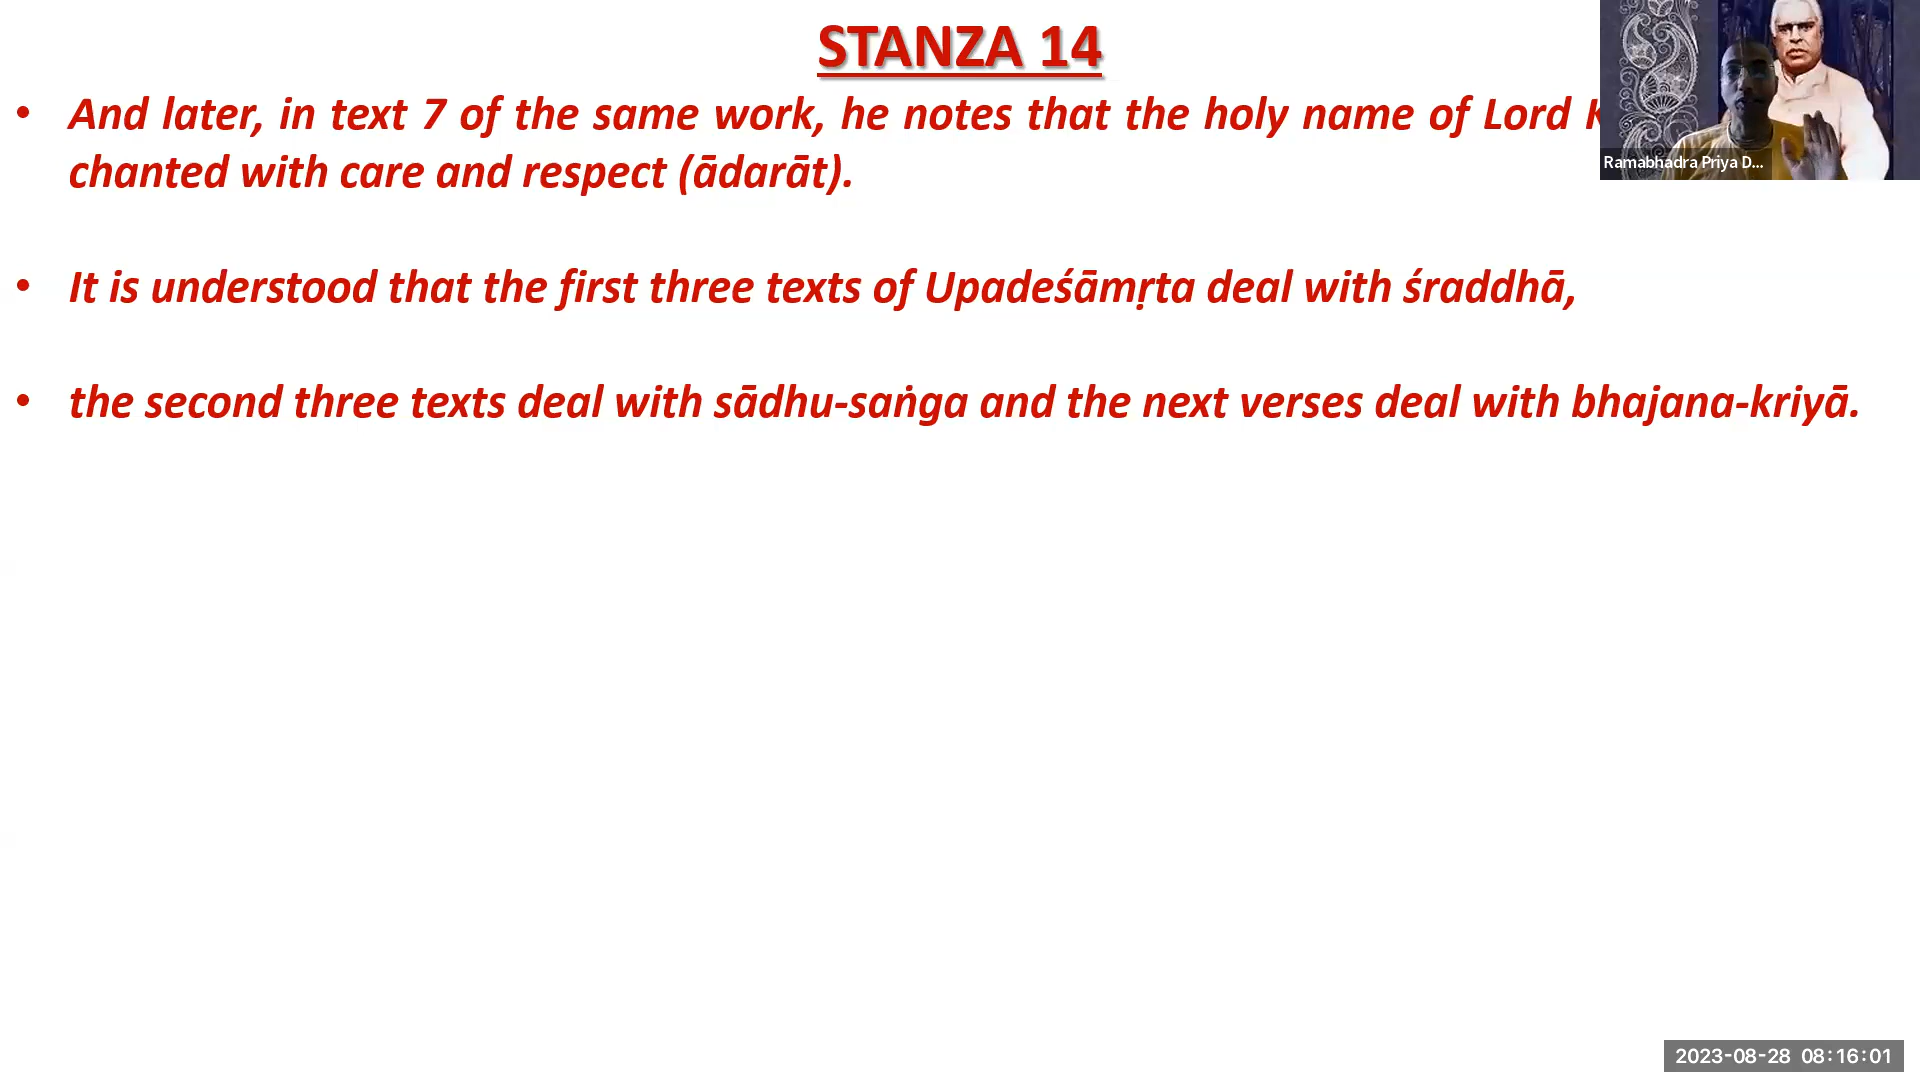 STANZA 14
• And later, in text 7 of the same work, he notes that the holy name of Lord
chanted with care and respect (ādarāt).
• It is understood that the first three texts of Upadeśāmṛta deal with śraddhā,
• the second three texts deal with sādhu-saṅga and the next verses deal with bhajana-kriyā.
Ramabhadra Priya D...
2023-08-28 08:16:01